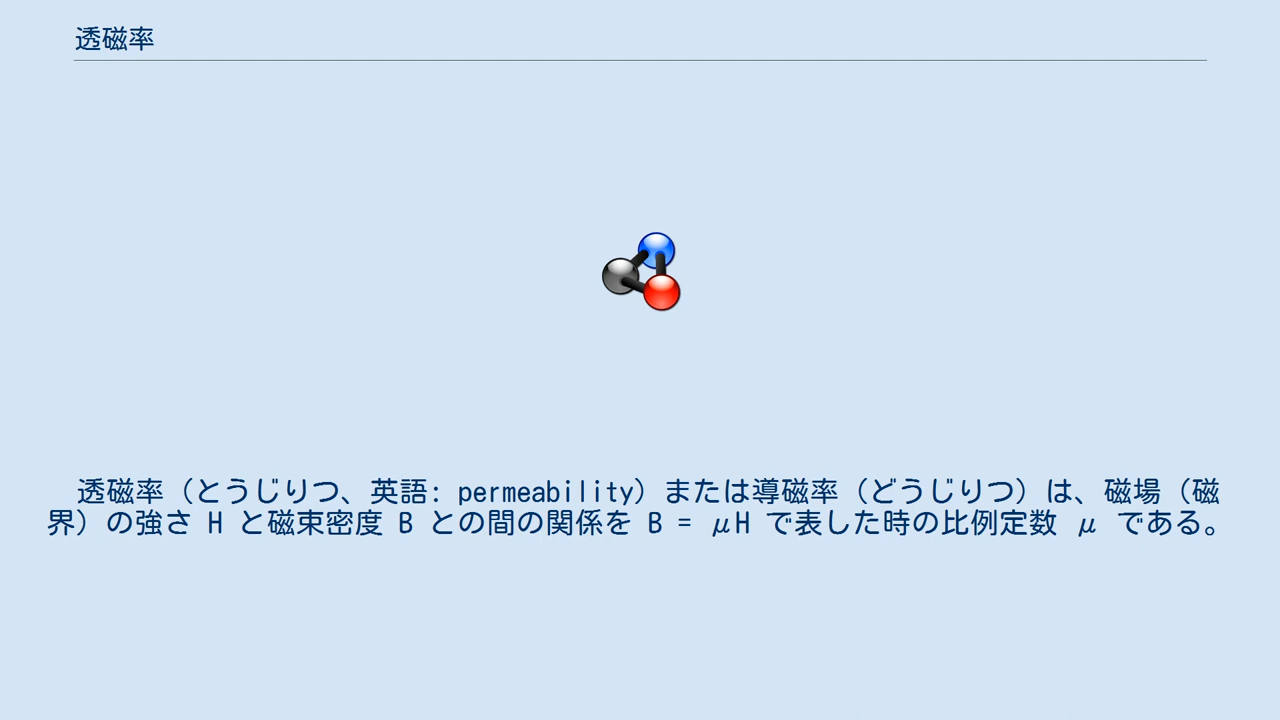 透磁率
透磁率（とうじりつ、英語: permeability）または導磁率（どうじりつ）は、磁場（磁
界）の強さ H と磁束密度 B との間の関係を B = μH で表した時の比例定数 μ である。